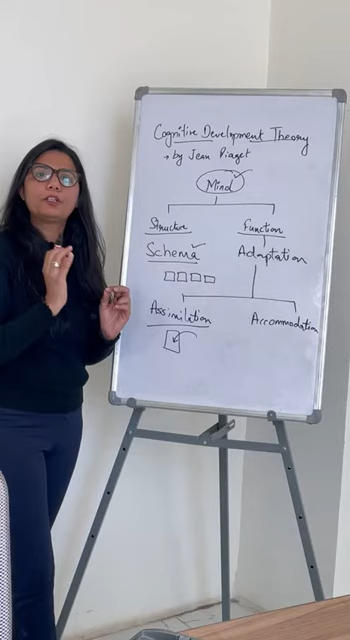 Cognitive Development Theory
→ by Jean Piaget
Mind
Structure Function
Schema Adaptation
Assimilation Accommodation